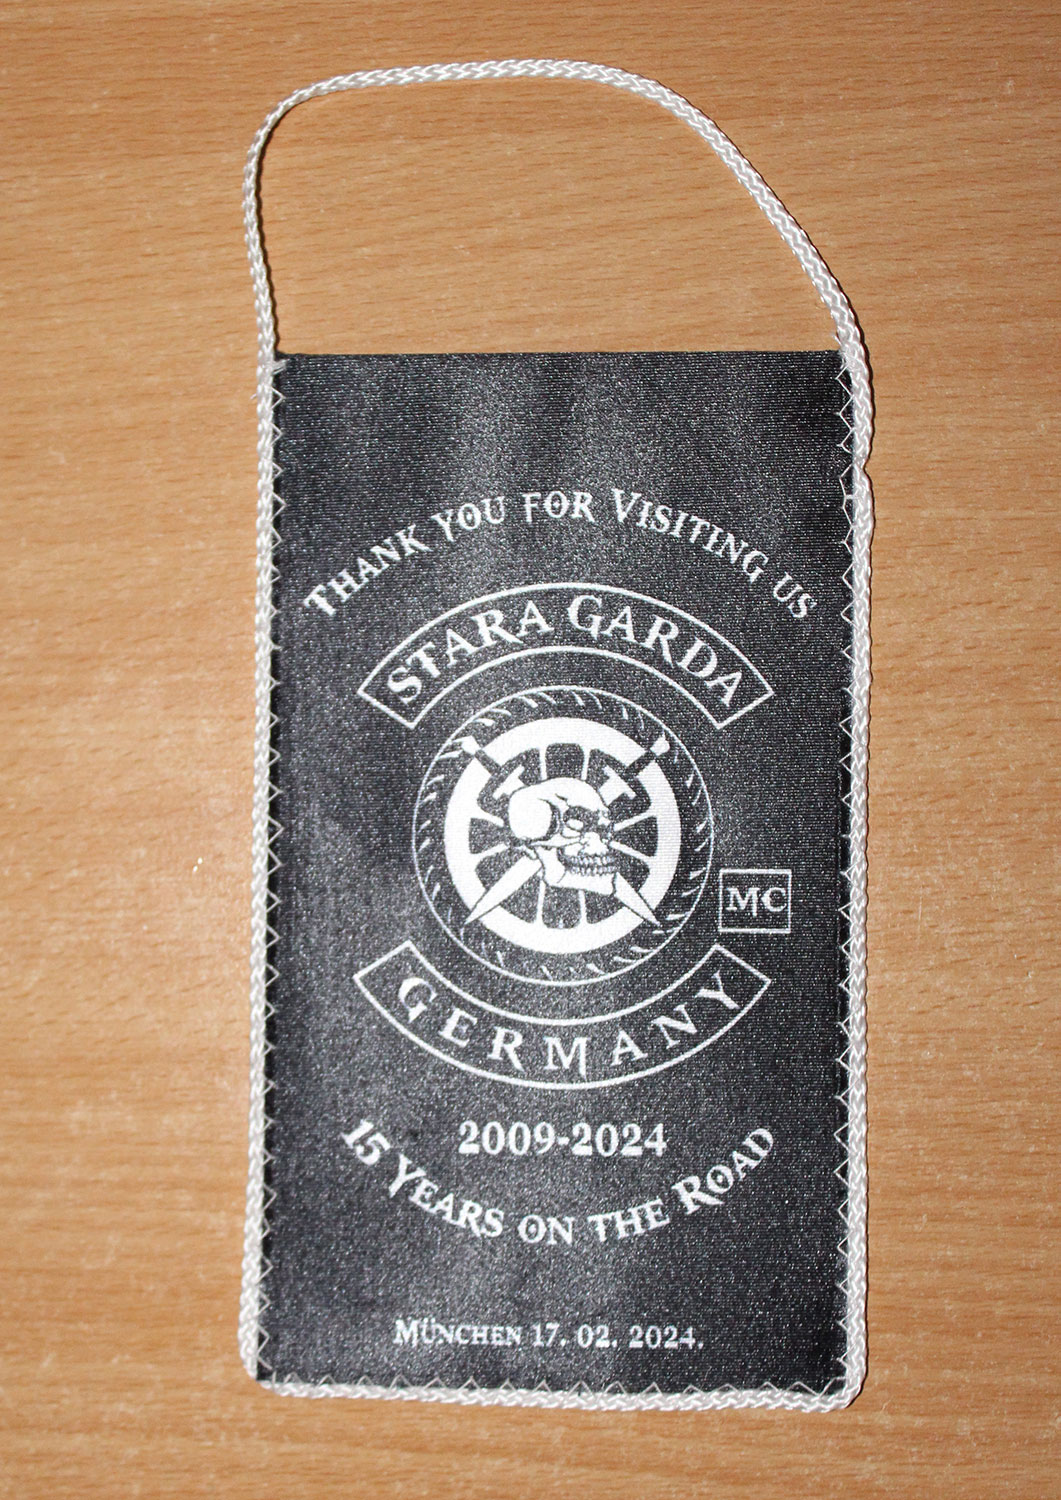 Thank you for Visiting us
Stara Garda
MC
Germany
2009-2024
15 Years on the Road
München 17. 02. 2024.